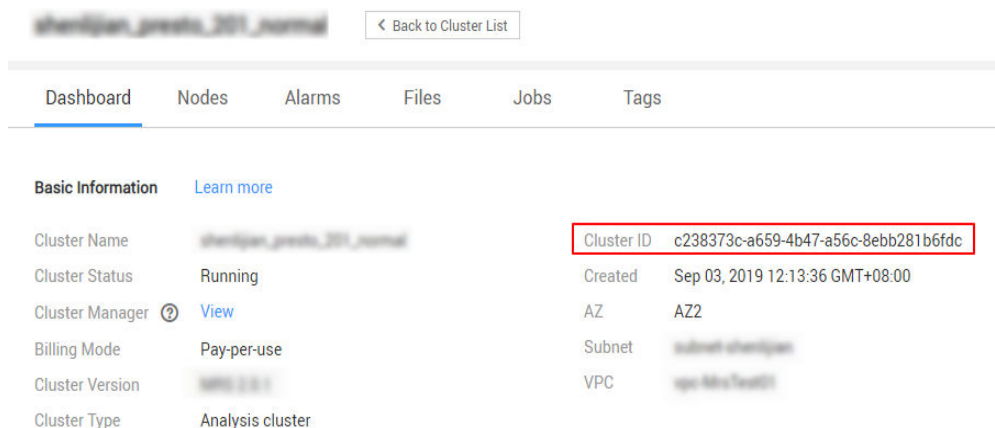 Back to Cluster List
Dashboard Nodes Alarms Files Jobs Tags
Basic Information Learn more
Cluster Name
Cluster ID c238373c-a659-4b47-a56c-8ebb281b6fdc
Cluster Status Running
Created Sep 03, 2019 12:13:36 GMT+08:00
Cluster Manager ? View
AZ AZ2
Billing Mode Pay-per-use
Subnet
Cluster Version
VPC
Cluster Type Analysis cluster